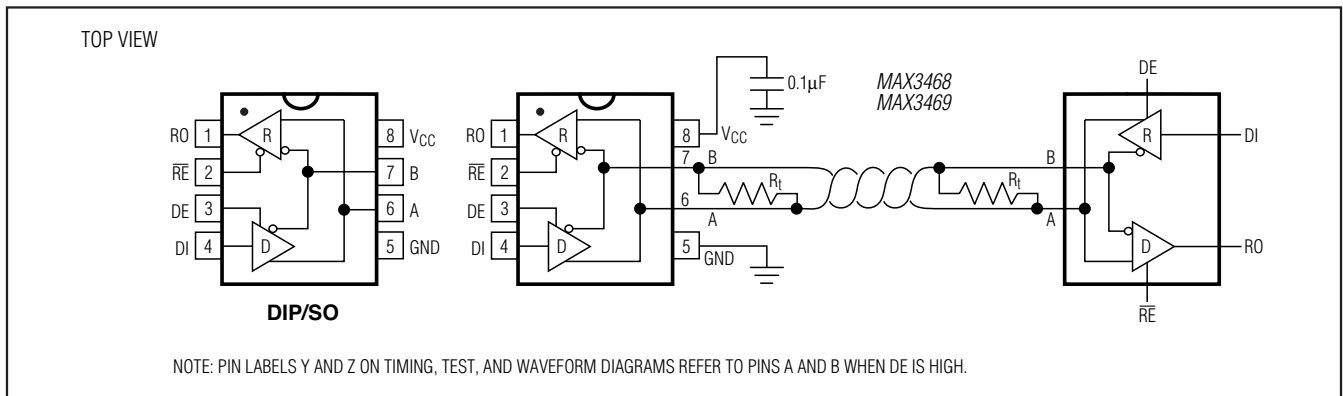 TOP VIEW
RO 1
R̅E̅ 2
DE 3
DI 4
8 VCC
7 B
6 A
5 GND
R
D
DIP/SO
RO 1
R̅E̅ 2
DE 3
DI 4
R
D
8 VCC
7 B
6 A
5 GND
0.1μF
MAX3468
MAX3469
Rt
Rt
B
A
DE
R
DI
D
RO
R̅E̅
NOTE: PIN LABELS Y AND Z ON TIMING, TEST, AND WAVEFORM DIAGRAMS REFER TO PINS A AND B WHEN DE IS HIGH.